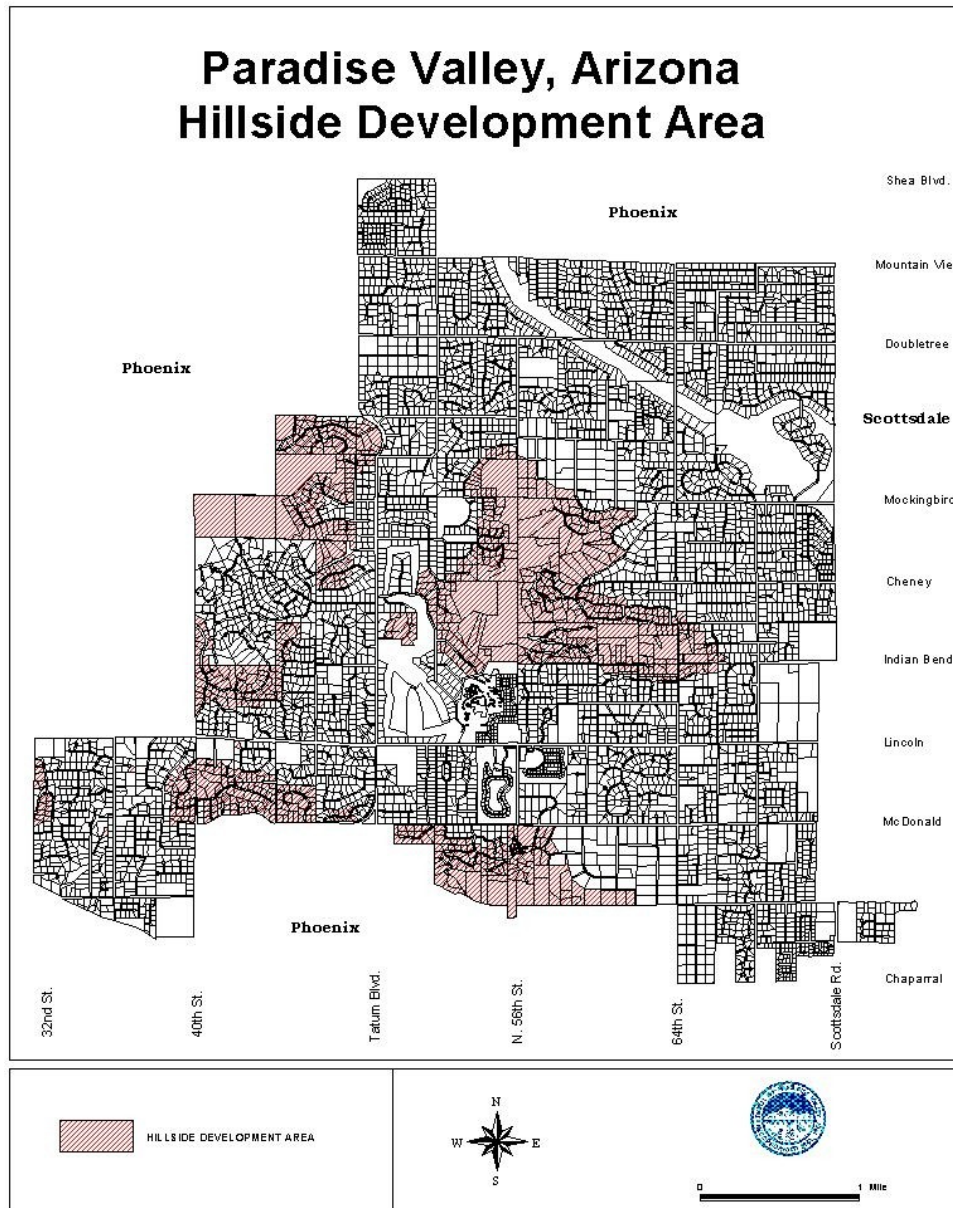 Paradise Valley, Arizona
Hillside Development Area
Shea Blvd.
Phoenix
Mountain Vie
Doubletree
Phoenix
Scottsdale
Mockingbird
Cheney
Indian Bend
Lincoln
McDonald
Phoenix
Chaparral
32nd St.
40th St.
Tatum Blvd.
N. 56th St.
64th St.
Scottsdale Rd.
HILLSIDE DEVELOPMENT AREA
N
W E
S
0 1 Mile